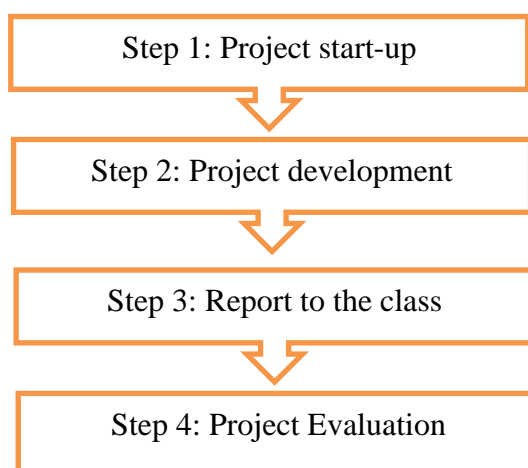 Step 1: Project start-up
Step 2: Project development
Step 3: Report to the class
Step 4: Project Evaluation